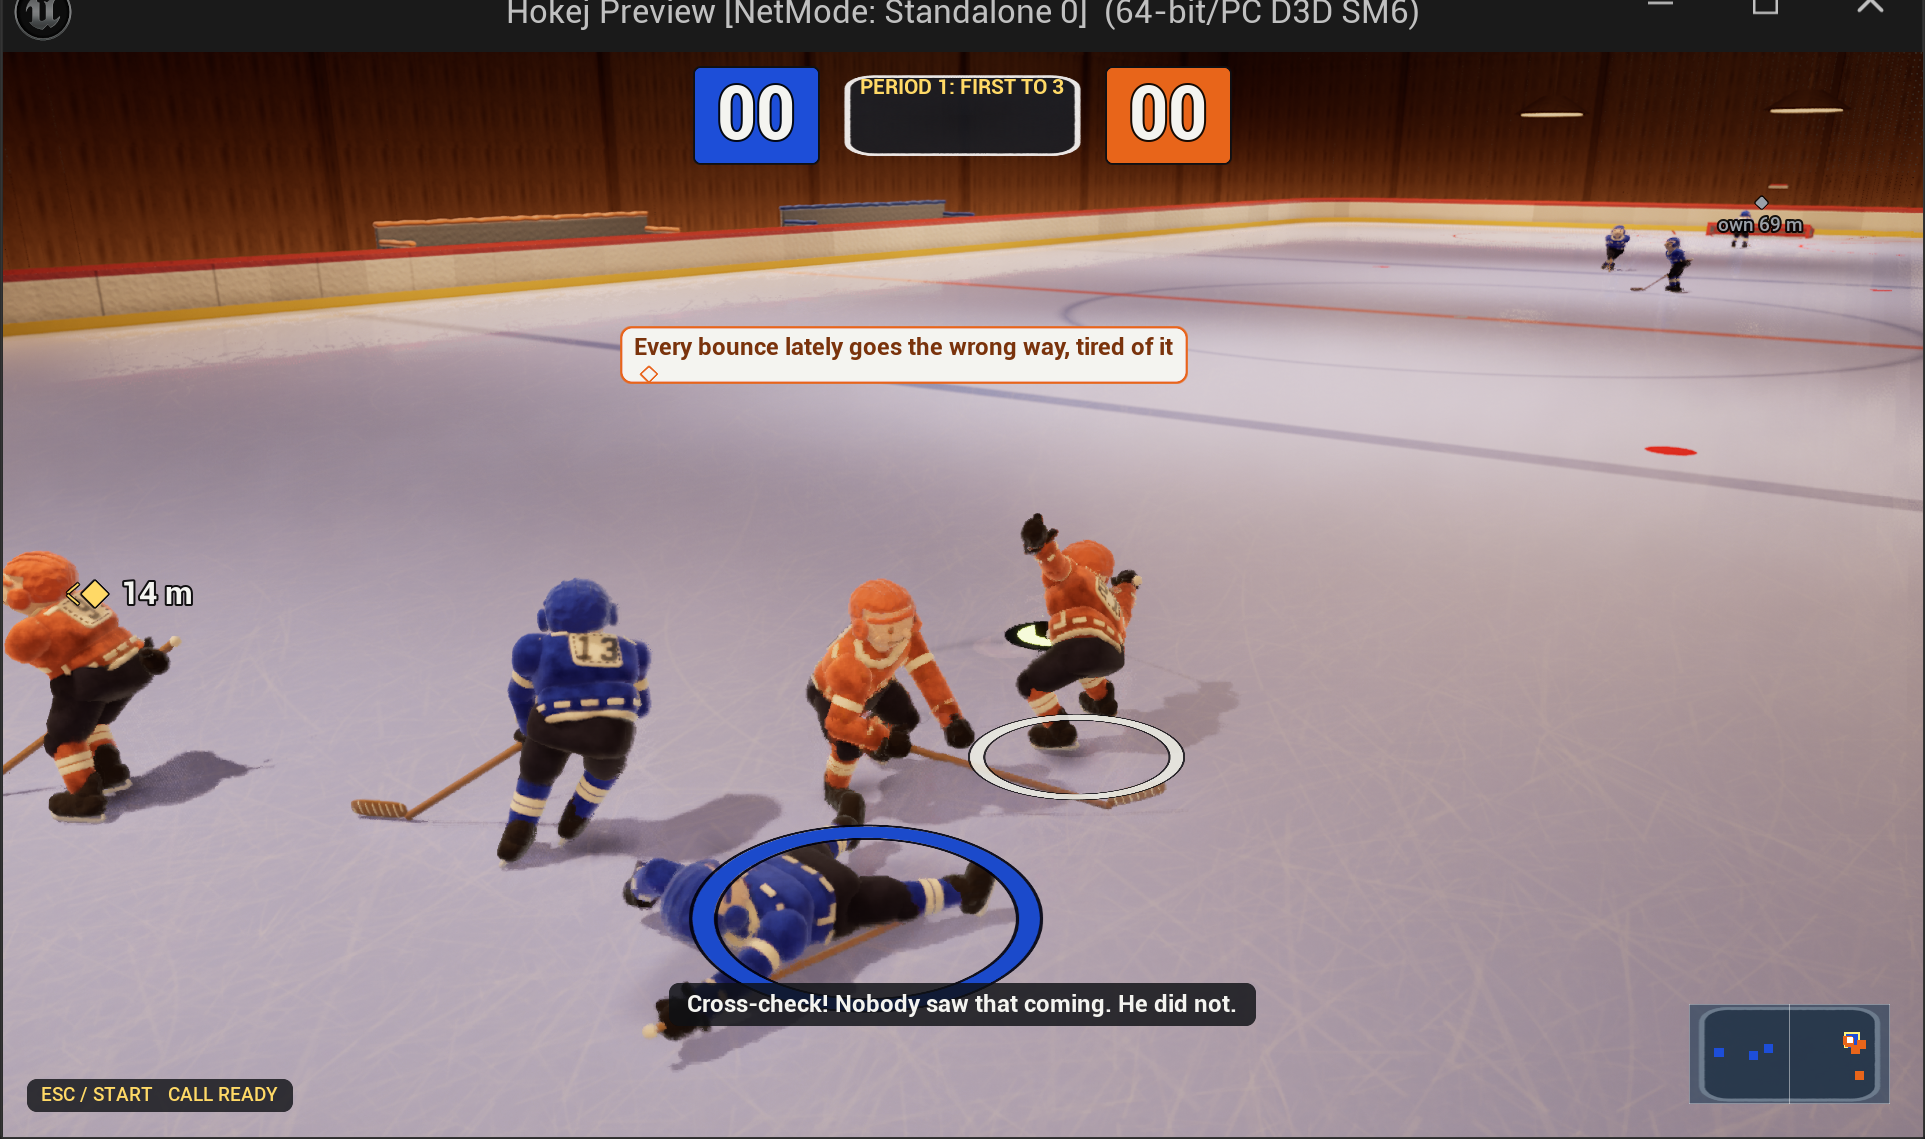 Hokej Preview [NetMode: Standalone 0] (64-bit/PC D3D SM6)
00
PERIOD 1: FIRST TO 3
00
own 69 m
Every bounce lately goes the wrong way, tired of it
14 m
13
Cross-check! Nobody saw that coming. He did not.
ESC / START CALL READY